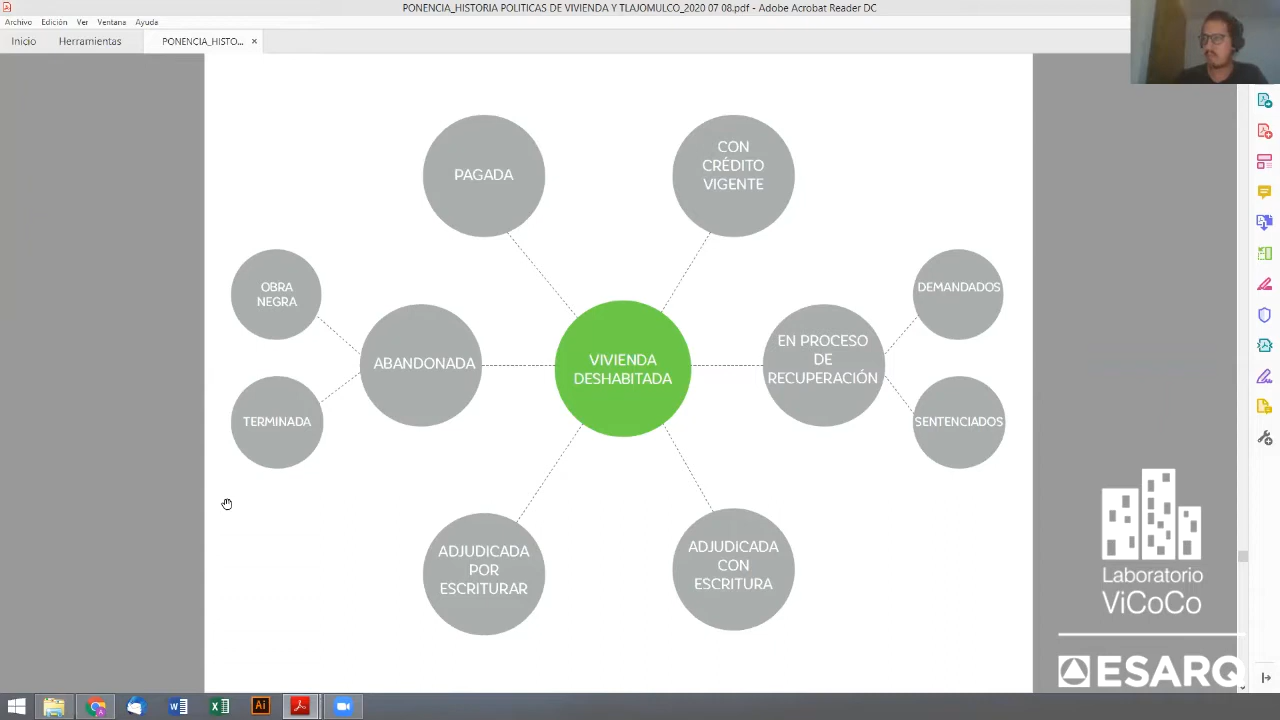 PONENCIA_HISTORIA POLITICAS DE VIVIENDA Y TLAJOMULCO_2020 07 08.pdf - Adobe Acrobat Reader DC
Archivo Edición Ver Ventana Ayuda
Inicio Herramientas PONENCIA_HISTO... ×
PAGADA
CON
CRÉDITO
VIGENTE
OBRA
NEGRA
DEMANDADOS
ABANDONADA
VIVIENDA
DESHABITADA
EN PROCESO
DE
RECUPERACIÓN
TERMINADA
SENTENCIADOS
ADJUDICADA
POR
ESCRITURAR
ADJUDICADA
CON
ESCRITURA
Laboratorio
ViCoCo
ESARQ